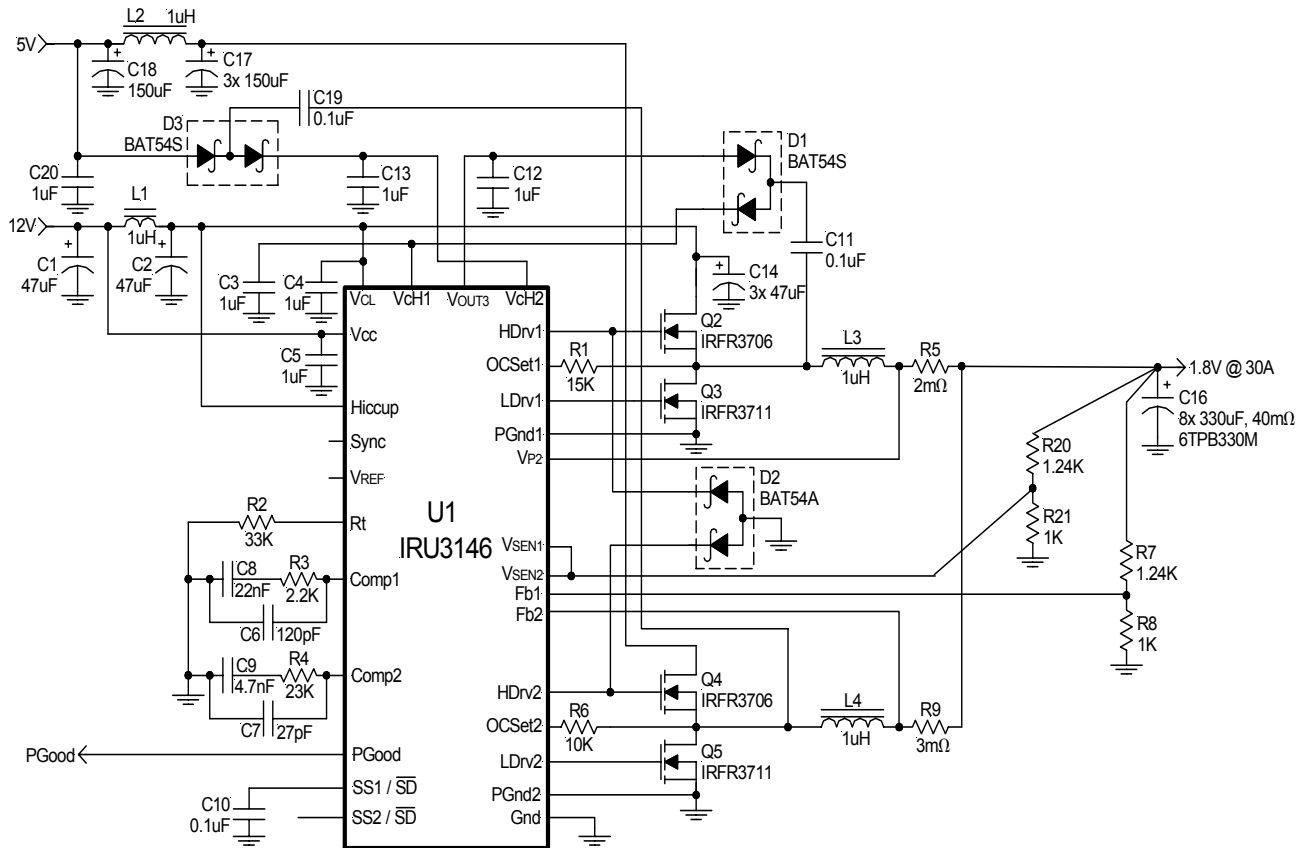 L2 1uH
5V
C18
150uF
C17
3x 150uF
C19
0.1uF
D3
BAT54S
D1
BAT54S
C20
1uF
C13
1uF
C12
1uF
L1
1uH
12V
C11
0.1uF
C1
47uF
C2
47uF
C3
1uF
C4
1uF
C14
3x 47uF
VCL
VcH1
VOUT3
VcH2
Vcc
HDrv1
Q2
IRFR3706
C5
1uF
OCSet1
R1
15K
L3
1uH
R5
2mΩ
1.8V @ 30A
Hiccup
LDrv1
Q3
IRFR3711
C16
8x 330uF, 40mΩ
6TPB330M
Sync
PGnd1
VP2
R20
1.24K
VREF
D2
BAT54A
R21
1K
U1
IRU3146
R2
33K
Rt
VSEN1
VSEN2
R7
1.24K
C8
22nF
R3
2.2K
Comp1
Fb1
Fb2
C6
120pF
R8
1K
C9
4.7nF
R4
23K
Comp2
HDrv2
Q4
IRFR3706
C7
27pF
OCSet2
R6
10K
L4
1uH
R9
3mΩ
PGood
PGood
LDrv2
Q5
IRFR3711
SS1 / SD
PGnd2
C10
0.1uF
SS2 / SD
Gnd